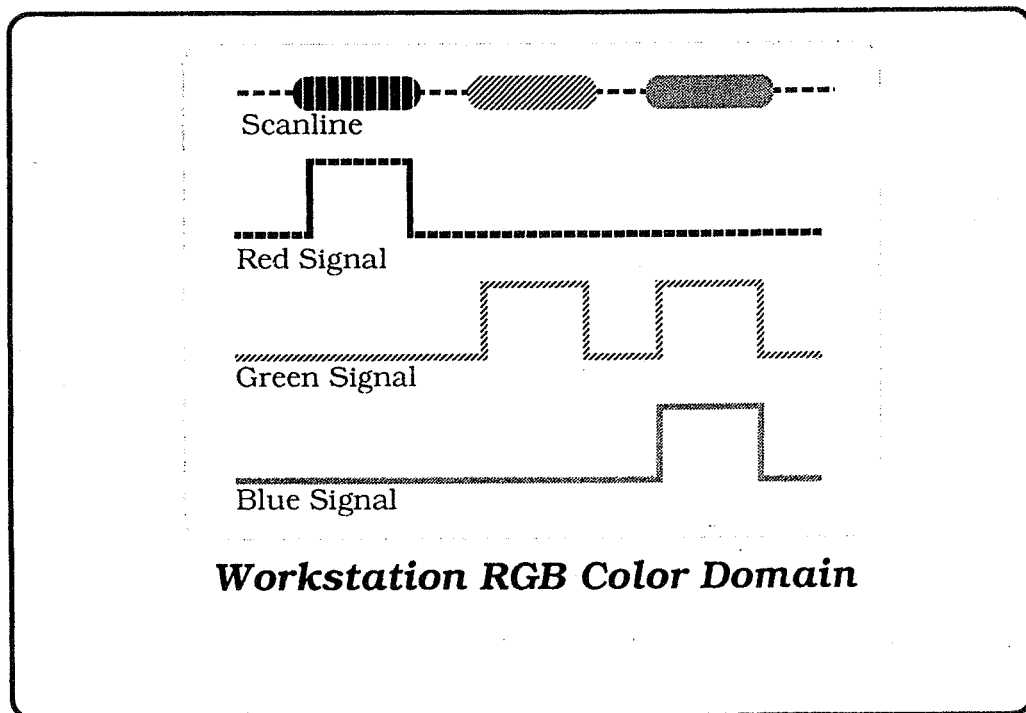 Scanline
Red Signal
Green Signal
Blue Signal
Workstation RGB Color Domain